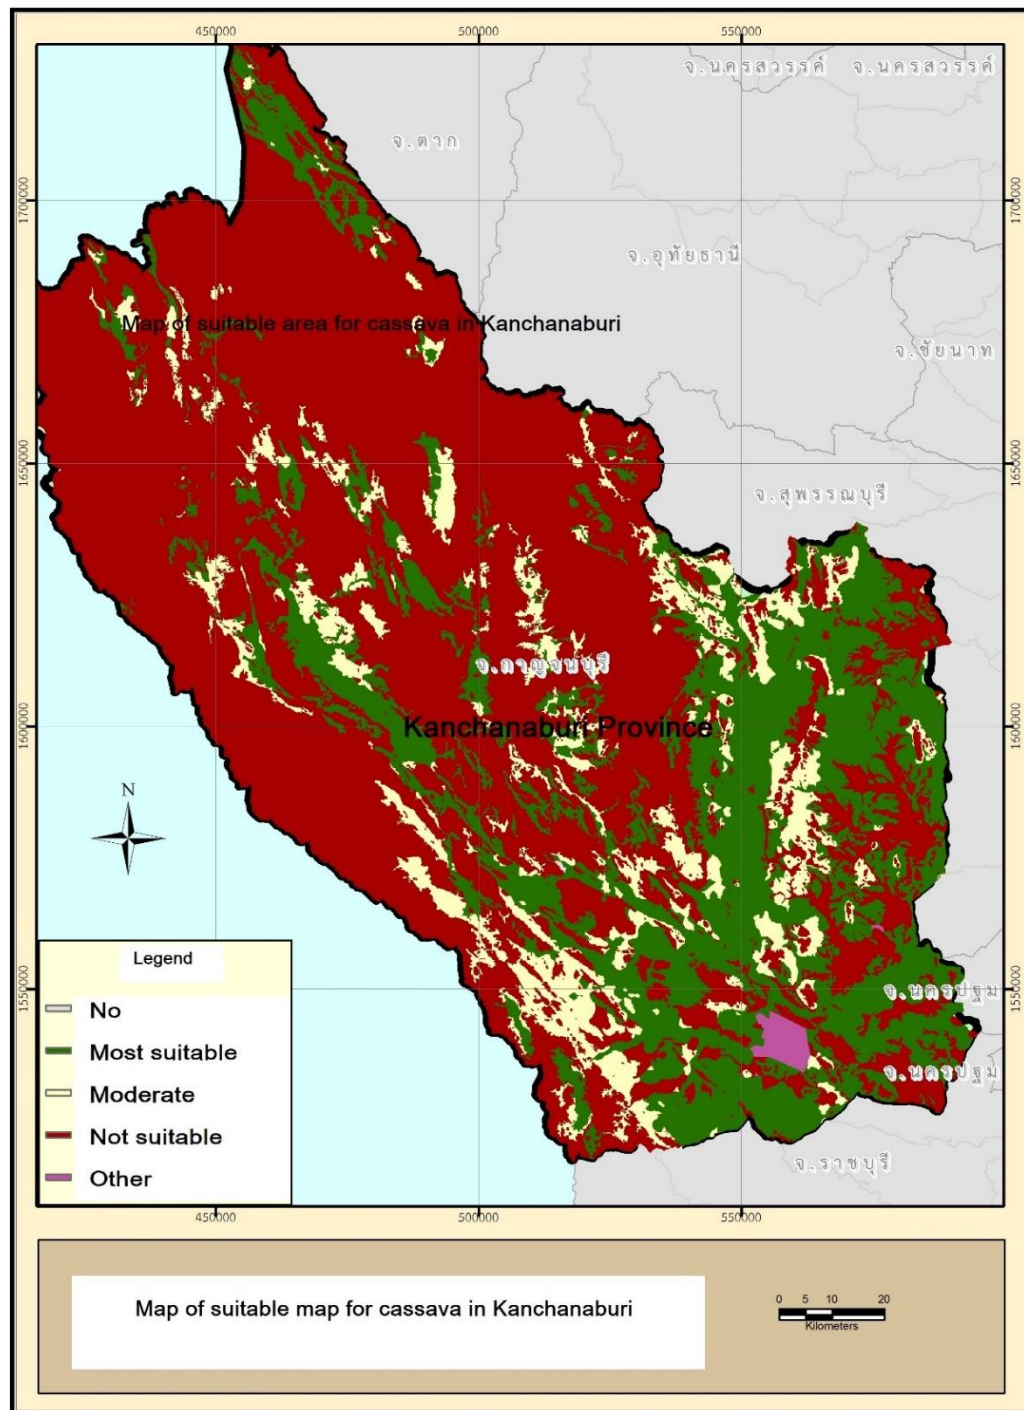 450000 500000 550000
จ.นครสวรรค์ จ.นครสวรรค์
จ.ตาก
1700000 1700000
จ.อุทัยธานี
Map of suitable area for cassava in Kanchanaburi
จ.ชัยนาท
1650000 1650000
จ.สุพรรณบุรี
จ.กาญจนบุรี
Kanchanaburi Province
1600000 1600000
N
Legend
No
Most suitable
Moderate
Not suitable
Other
1550000 1550000
จ.นครปฐม
จ.นครปฐม
จ.ราชบุรี
450000 500000 550000
Map of suitable map for cassava in Kanchanaburi
0 5 10 20
Kilometers